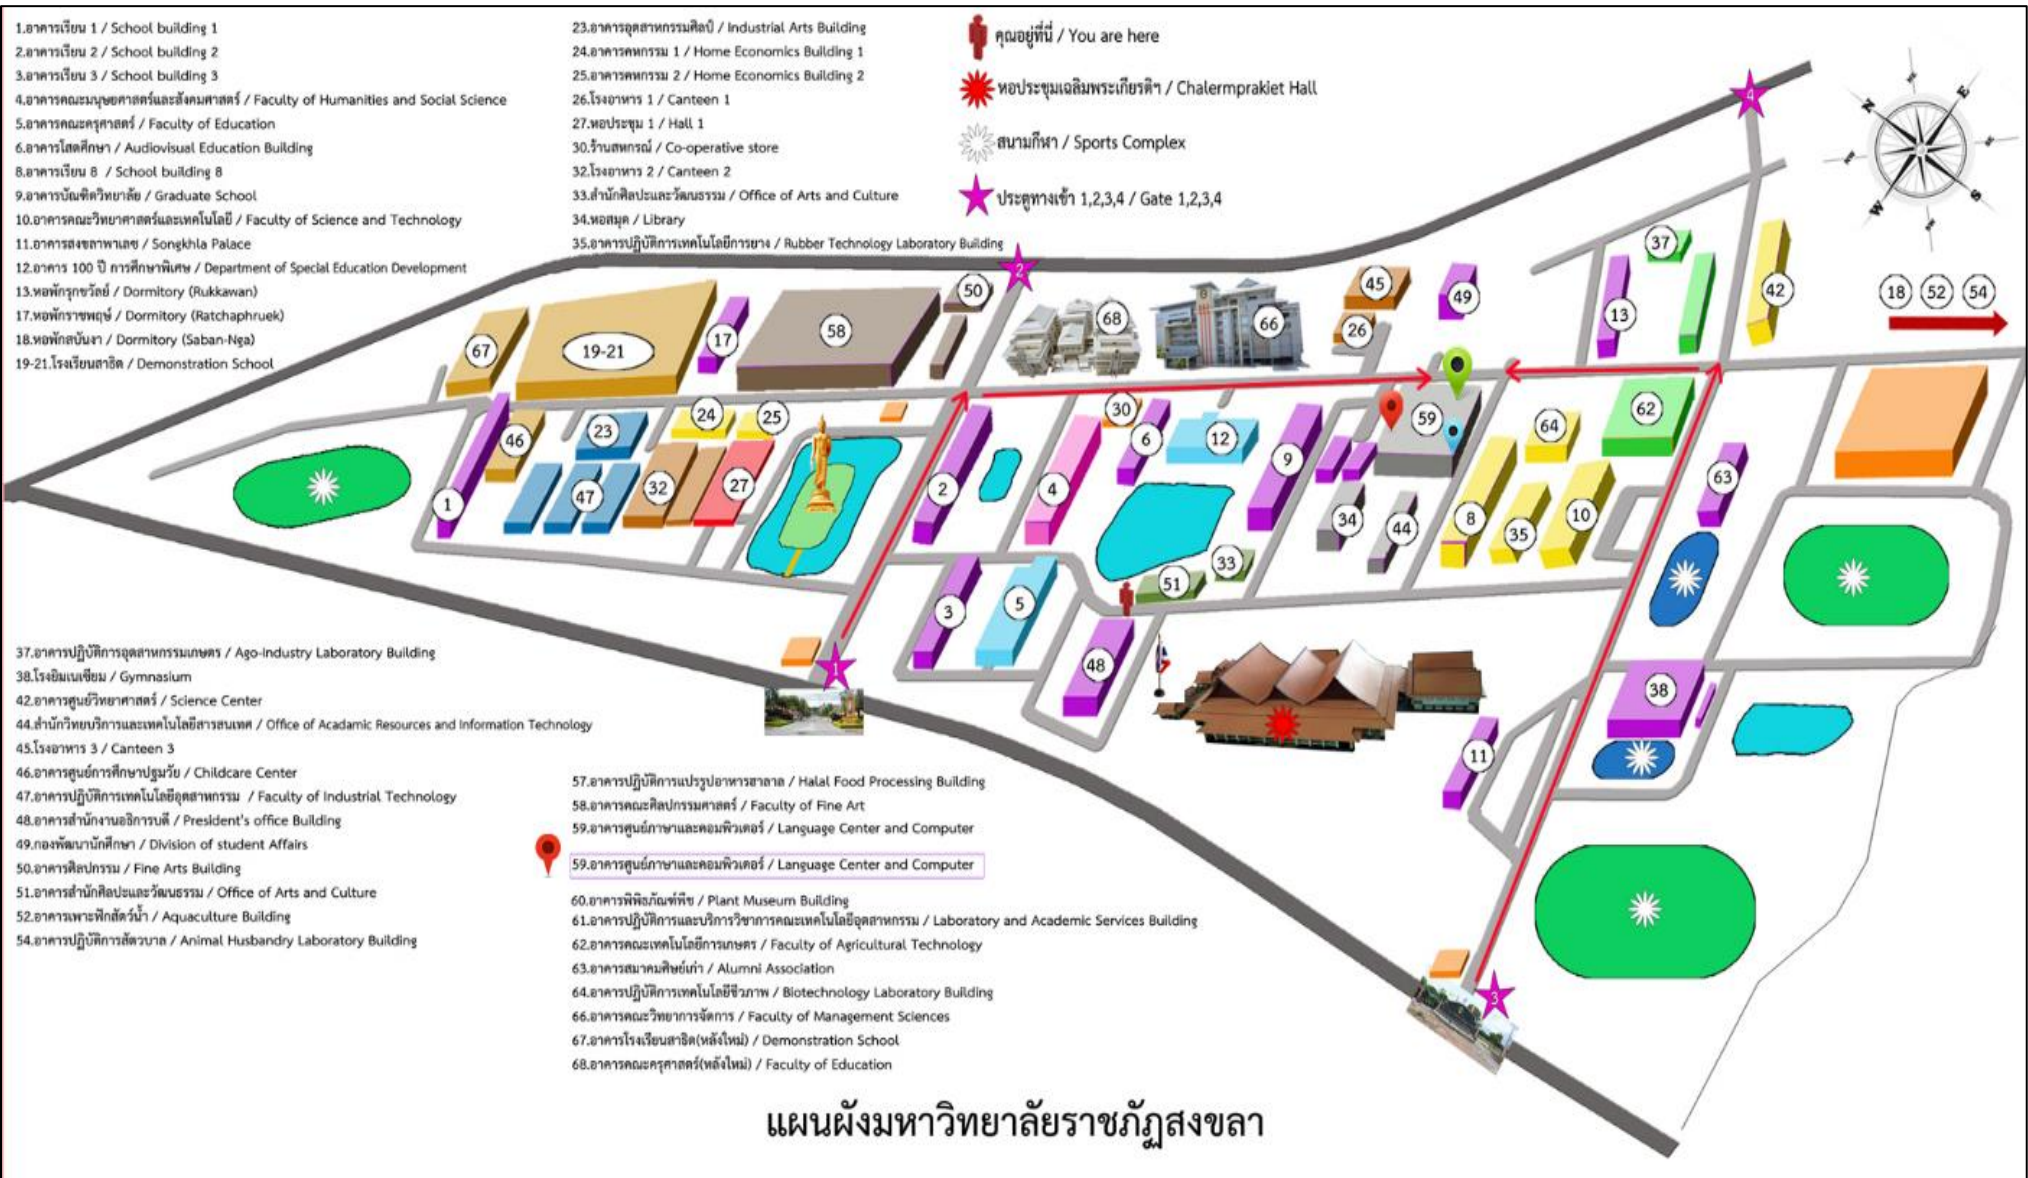 1.อาคารเรียน 1 / School building 1
2.อาคารเรียน 2 / School building 2
3.อาคารเรียน 3 / School building 3
4.อาคารคณะมนุษยศาสตร์และสังคมศาสตร์ / Faculty of Humanities and Social Science
5.อาคารคณะครุศาสตร์ / Faculty of Education
6.อาคารโสตศึกษา / Audiovisual Education Building
8.อาคารเรียน 8 / School building 8
9.อาคารบัณฑิตวิทยาลัย / Graduate School
10.อาคารคณะวิทยาศาสตร์และเทคโนโลยี / Faculty of Science and Technology
11.อาคารสงขลาพาเลซ / Songkhla Palace
12.อาคาร 100 ปี การศึกษาพิเศษ / Department of Special Education Development
13.หอพักรุกขวัลย์ / Dormitory (Rukkawan)
17.หอพักราชพฤษ์ / Dormitory (Ratchaphruek)
18.หอพักสบันงา / Dormitory (Saban-Nga)
19-21.โรงเรียนสาธิต / Demonstration School
23.อาคารอุตสาหกรรมศิลป์ / Industrial Arts Building
24.อาคารคหกรรม 1 / Home Economics Building 1
25.อาคารคหกรรม 2 / Home Economics Building 2
26.โรงอาหาร 1 / Canteen 1
27.หอประชุม 1 / Hall 1
30.ร้านสหกรณ์ / Co-operative store
32.โรงอาหาร 2 / Canteen 2
33.สำนักศิลปะและวัฒนธรรม / Office of Arts and Culture
34.หอสมุด / Library
35.อาคารปฏิบัติการเทคโนโลยีการยาง / Rubber Technology Laboratory Building
คุณอยู่ที่นี่ / You are here
หอประชุมเฉลิมพระเกียรติฯ / Chalermprakiet Hall
สนามกีฬา / Sports Complex
ประตูทางเข้า 1,2,3,4 / Gate 1,2,3,4
N
E
S
W
4
2
37
42
18 52 54
13
45
49
26
50
68
66
67
19-21
17
58
46
23
24
25
47
32
27
1
2
4
30
6
12
9
59
34
44
8
64
35
10
62
63
3
5
51
33
48
38
11
1
3
37.อาคารปฏิบัติการอุตสาหกรรมเกษตร / Ago-Industry Laboratory Building
38.โรงยิมเนเซียม / Gymnasium
42.อาคารศูนย์วิทยาศาสตร์ / Science Center
44.สำนักวิทยบริการและเทคโนโลยีสารสนเทศ / Office of Acadamic Resources and Information Technology
45.โรงอาหาร 3 / Canteen 3
46.อาคารศูนย์การศึกษาปฐมวัย / Childcare Center
47.อาคารปฏิบัติการเทคโนโลยีอุตสาหกรรม / Faculty of Industrial Technology
48.อาคารสำนักงานอธิการบดี / President's office Building
49.กองพัฒนานักศึกษา / Division of student Affairs
50.อาคารศิลปกรรม / Fine Arts Building
51.อาคารสำนักศิลปะและวัฒนธรรม / Office of Arts and Culture
52.อาคารเพาะฟักสัตว์น้ำ / Aquaculture Building
54.อาคารปฏิบัติการสัตวบาล / Animal Husbandry Laboratory Building
57.อาคารปฏิบัติการแปรรูปอาหารฮาลาล / Halal Food Processing Building
58.อาคารคณะศิลปกรรมศาสตร์ / Faculty of Fine Art
59.อาคารศูนย์ภาษาและคอมพิวเตอร์ / Language Center and Computer
59.อาคารศูนย์ภาษาและคอมพิวเตอร์ / Language Center and Computer
60.อาคารพิพิธภัณฑ์พืช / Plant Museum Building
61.อาคารปฏิบัติการและบริการวิชาการคณะเทคโนโลยีอุตสาหกรรม / Laboratory and Academic Services Building
62.อาคารคณะเทคโนโลยีการเกษตร / Faculty of Agricultural Technology
63.อาคารสมาคมศิษย์เก่า / Alumni Association
64.อาคารปฏิบัติการเทคโนโลยีชีวภาพ / Biotechnology Laboratory Building
66.อาคารคณะวิทยาการจัดการ / Faculty of Management Sciences
67.อาคารโรงเรียนสาธิต(หลังใหม่) / Demonstration School
68.อาคารคณะครุศาสตร์(หลังใหม่) / Faculty of Education
แผนผังมหาวิทยาลัยราชภัฏสงขลา